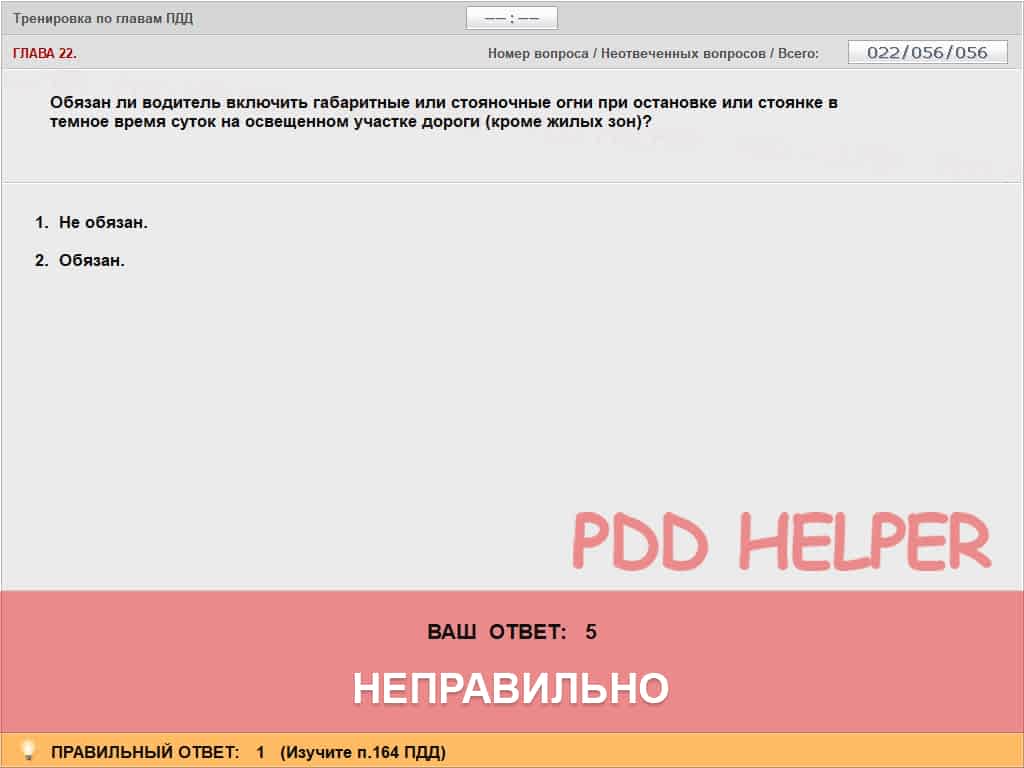 Тренировка по главам ПДД
–– : ––
ГЛАВА 22.
Номер вопроса / Неотвеченных вопросов / Всего:
022/056/056
Обязан ли водитель включить габаритные или стояночные огни при остановке или стоянке в
темное время суток на освещенном участке дороги (кроме жилых зон)?
1. Не обязан.
2. Обязан.
PDD HELPER
ВАШ ОТВЕТ: 5
НЕПРАВИЛЬНО
ПРАВИЛЬНЫЙ ОТВЕТ: 1 (Изучите п.164 ПДД)